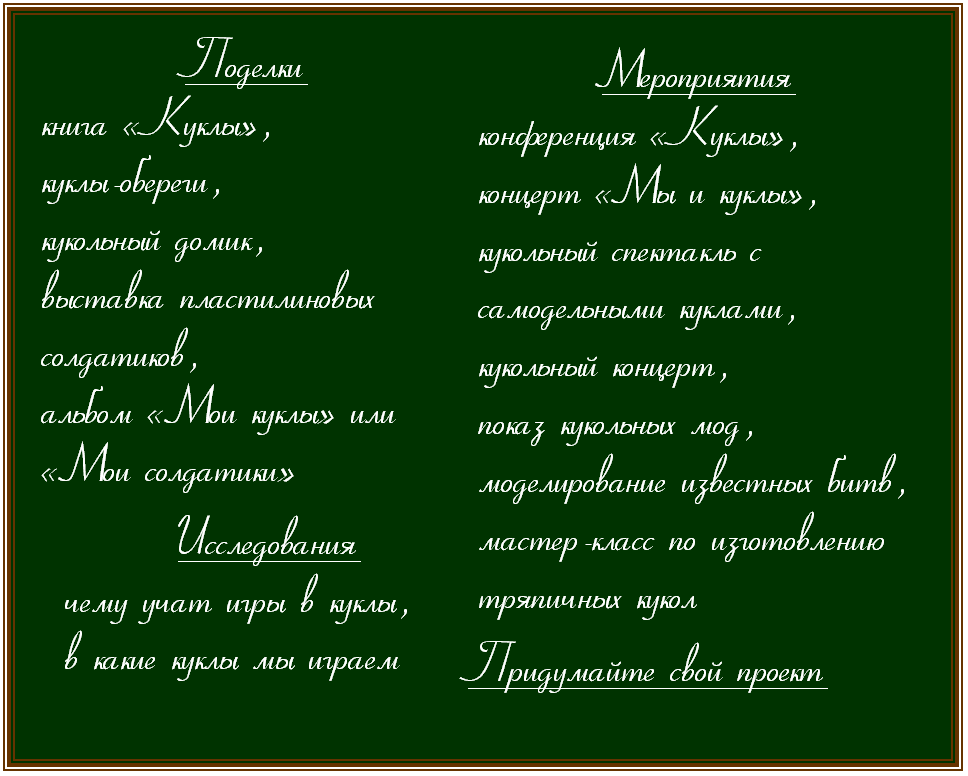 Поделки
книга «Куклы»,
куклы-обереги,
кукольный домик,
выставка пластилиновых
солдатиков,
альбом «Мои куклы» или
«Мои солдатики»
Исследования
чему учат игры в куклы,
в какие куклы мы играем
Мероприятия
конференция «Куклы»,
концерт «Мы и куклы»,
кукольный спектакль с
самодельными куклами,
кукольный концерт,
показ кукольных мод,
моделирование известных битв,
мастер-класс по изготовлению
тряпичных кукол
Придумайте свой проект